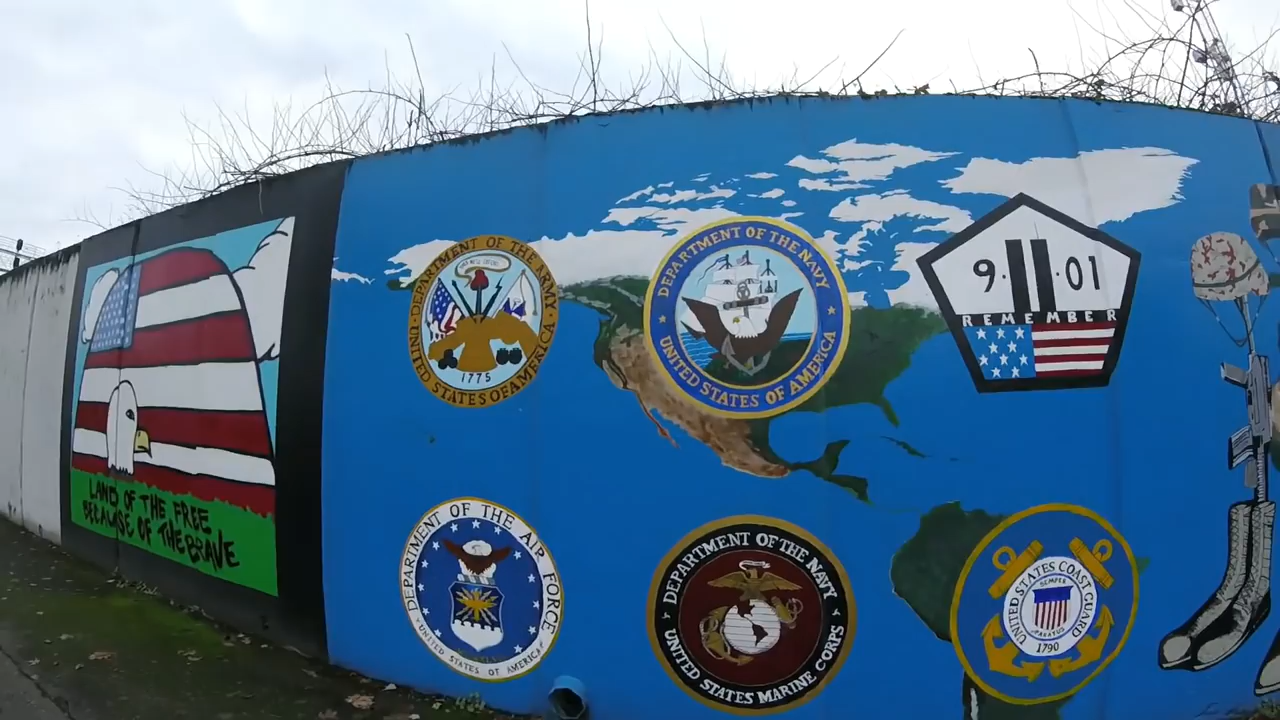 LAND OF THE FREE
BECAUSE OF THE BRAVE
DEPARTMENT OF THE ARMY
1775
UNITED STATES OF AMERICA
DEPARTMENT OF THE NAVY
UNITED STATES OF AMERICA
9 11 01
REMEMBER
DEPARTMENT OF THE AIR FORCE
UNITED STATES OF AMERICA
DEPARTMENT OF THE NAVY
UNITED STATES MARINE CORPS
UNITED STATES COAST GUARD
SEMPER
PARATUS
1790